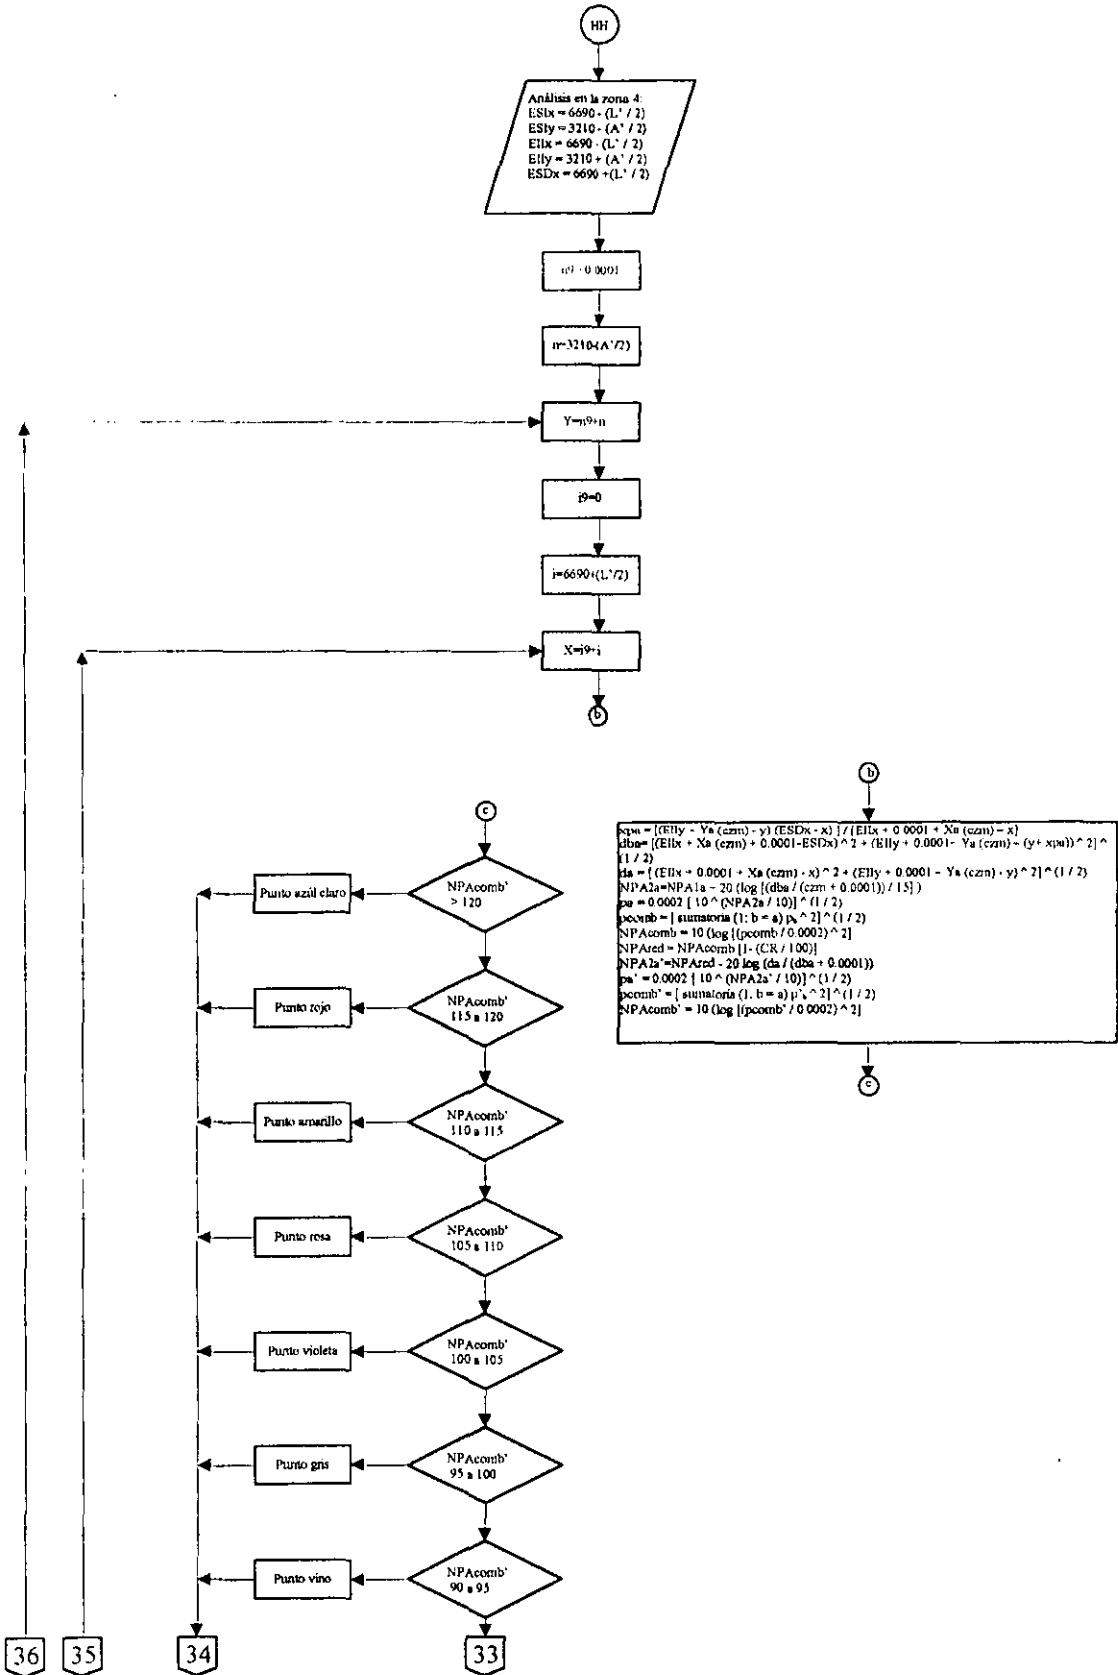 HH
Análisis en la zona 4:
ESIx = 6690 - (L' / 2)
ESIy = 3210 - (A' / 2)
EIIx = 6690 - (L' / 2)
EIIy = 3210 + (A' / 2)
ESDx = 6690 +(L' / 2)
0.0001
n=3210-(A'/2)
Y=n9+n
i9=0
i=6690+(L'/2)
X=i9+i
b
b
xpa = [(EIIy - Ya (czm) - y) (ESDx - x) ] / (EIIx + 0.0001 + Xa (czm) - x)
dba= [(EIIx + Xa (czm) + 0.0001-ESDx) ^ 2 + (EIIy + 0.0001- Ya (czm) - (y+ xpa)) ^ 2] ^
(1 / 2)
da = [ (EIIx + 0.0001 + Xa (czm) - x) ^ 2 + (EIIy + 0.0001 - Ya (czm) - y) ^ 2] ^ (1 / 2)
NPA2a=NPA1a - 20 (log [(dba / (czm + 0.0001)) / 15] )
pa = 0.0002 [ 10 ^ (NPA2a / 10)] ^ (1 / 2)
pcomb = [ sumatoria (1; b = a) pₐ ^ 2] ^ (1 / 2)
NPAcomb = 10 (log [(pcomb / 0.0002) ^ 2]
NPAred = NPAcomb [1- (CR / 100)]
NPA2a'=NPAred - 20 log (da / (dba + 0.0001))
pa' = 0.0002 [ 10 ^ (NPA2a' / 10)] ^ (1 / 2)
pcomb' = [ sumatoria (1; b = a) p'ₐ ^ 2] ^ (1 / 2)
NPAcomb' = 10 (log [(pcomb' / 0.0002) ^ 2]
c
c
NPAcomb'
> 120
Punto azúl claro
NPAcomb'
115 a 120
Punto rojo
NPAcomb'
110 a 115
Punto amarillo
NPAcomb'
105 a 110
Punto rosa
NPAcomb'
100 a 105
Punto violeta
NPAcomb'
95 a 100
Punto gris
NPAcomb'
90 a 95
Punto vino
36
35
34
33